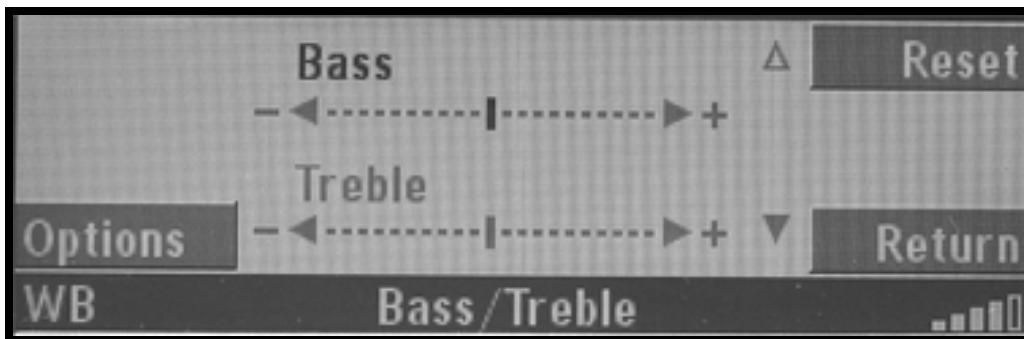 Bass
Reset
- +
Treble
Options
- +
Return
WB
Bass/Treble